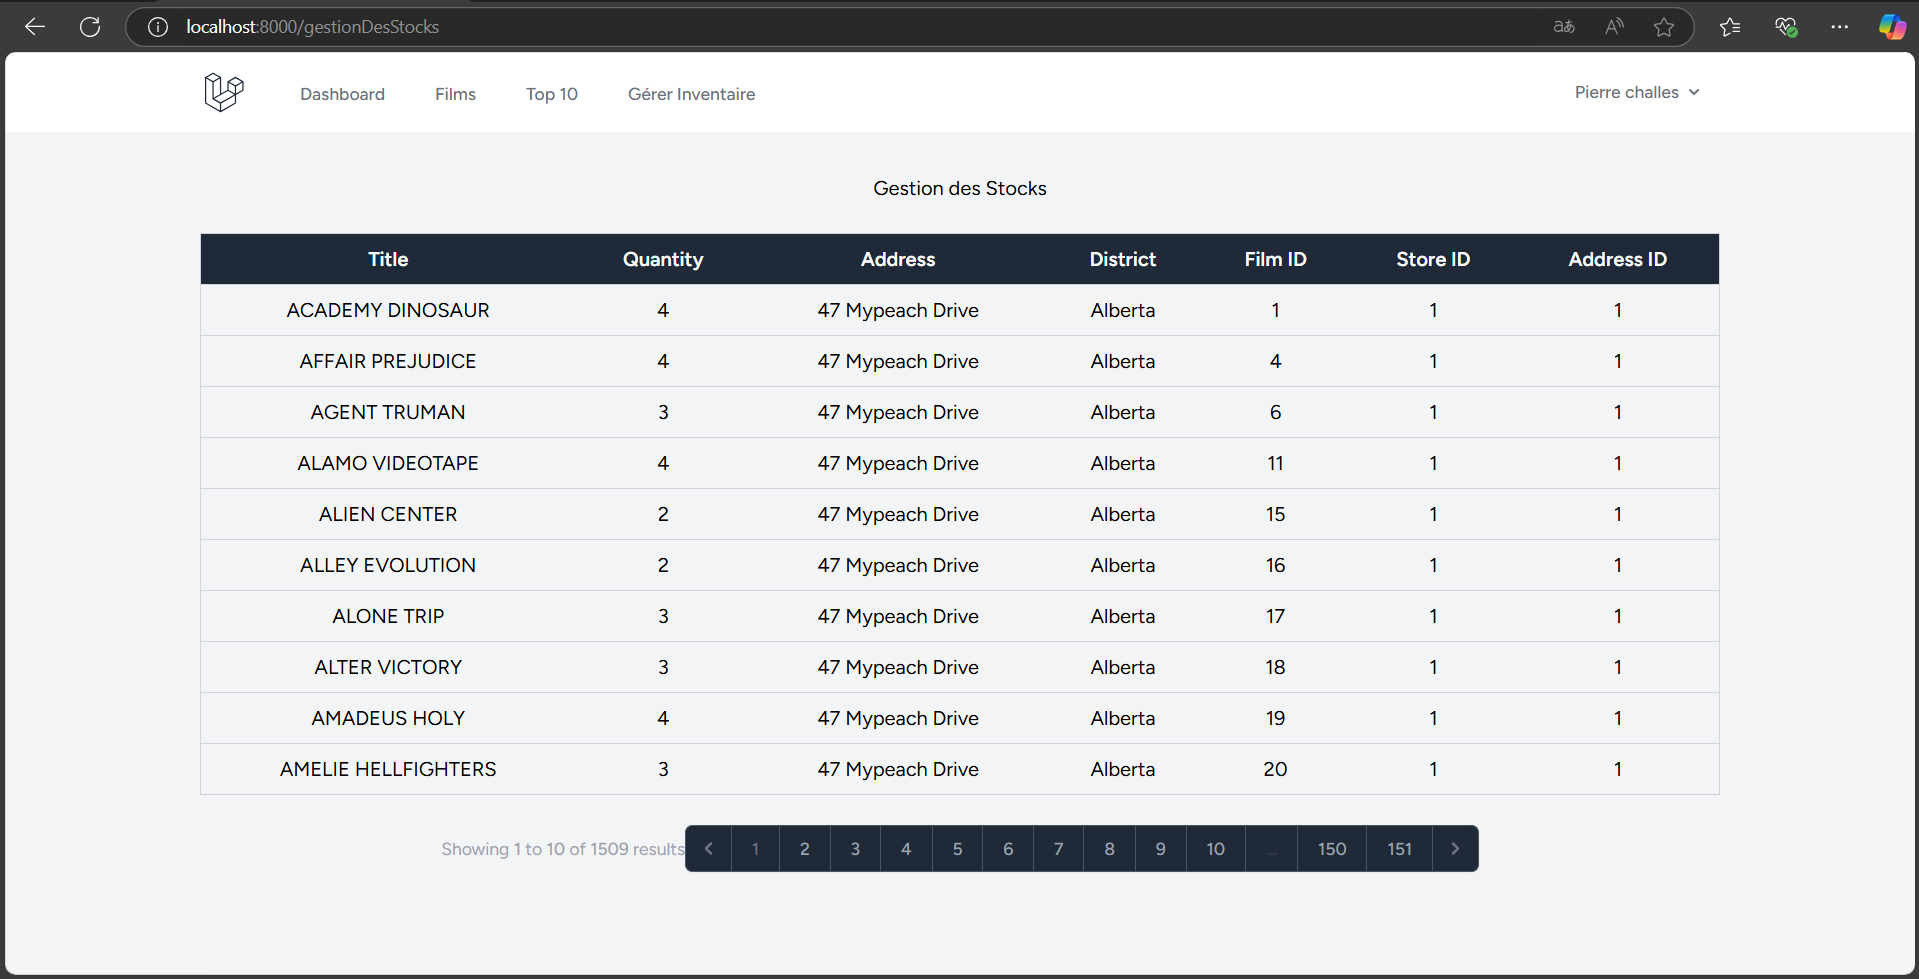 localhost:8000/gestionDesStocks aあ A
Dashboard Films Top 10 Gérer Inventaire Pierre challes
Gestion des Stocks
Title Quantity Address District Film ID Store ID Address ID
ACADEMY DINOSAUR 4 47 Mypeach Drive Alberta 1 1 1
AFFAIR PREJUDICE 4 47 Mypeach Drive Alberta 4 1 1
AGENT TRUMAN 3 47 Mypeach Drive Alberta 6 1 1
ALAMO VIDEOTAPE 4 47 Mypeach Drive Alberta 11 1 1
ALIEN CENTER 2 47 Mypeach Drive Alberta 15 1 1
ALLEY EVOLUTION 2 47 Mypeach Drive Alberta 16 1 1
ALONE TRIP 3 47 Mypeach Drive Alberta 17 1 1
ALTER VICTORY 3 47 Mypeach Drive Alberta 18 1 1
AMADEUS HOLY 4 47 Mypeach Drive Alberta 19 1 1
AMELIE HELLFIGHTERS 3 47 Mypeach Drive Alberta 20 1 1
Showing 1 to 10 of 1509 results 1 2 3 4 5 6 7 8 9 10 ... 150 151